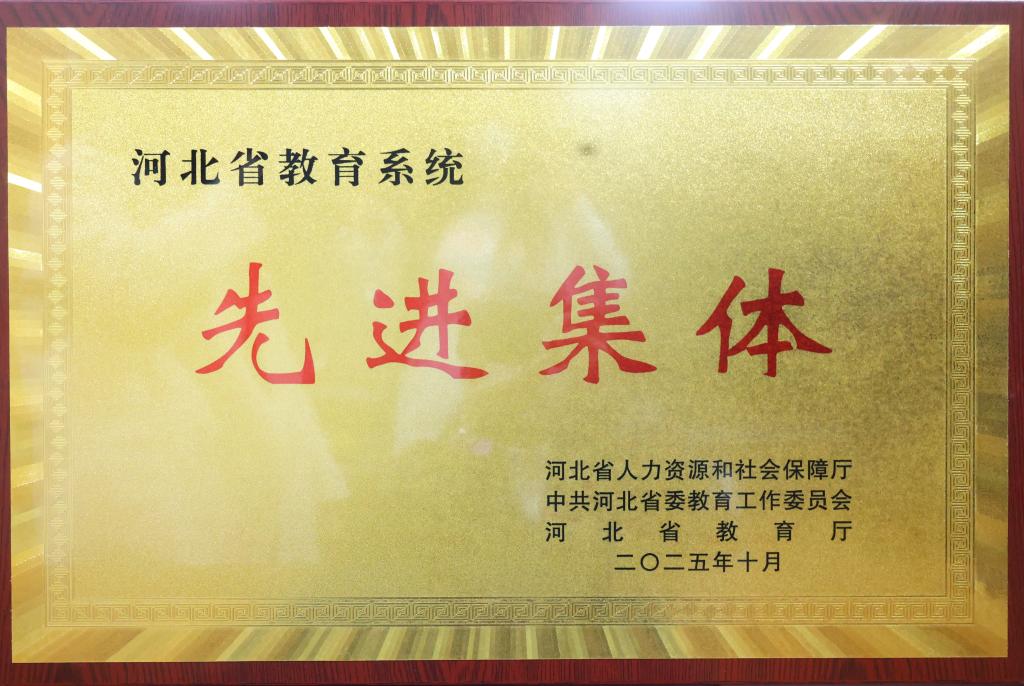 河北省教育系统
先进集体
河北省人力资源和社会保障厅
中共河北省委教育工作委员会
河北省教育厅
二〇二五年十月